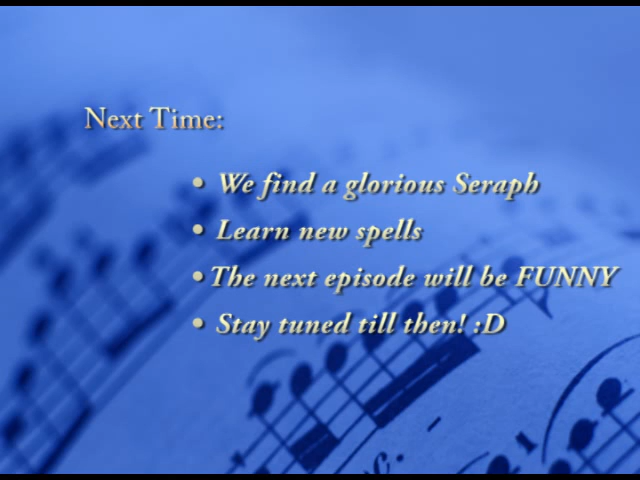 Next Time:
• We find a glorious Seraph
• Learn new spells
• The next episode will be FUNNY
• Stay tuned till then! :D